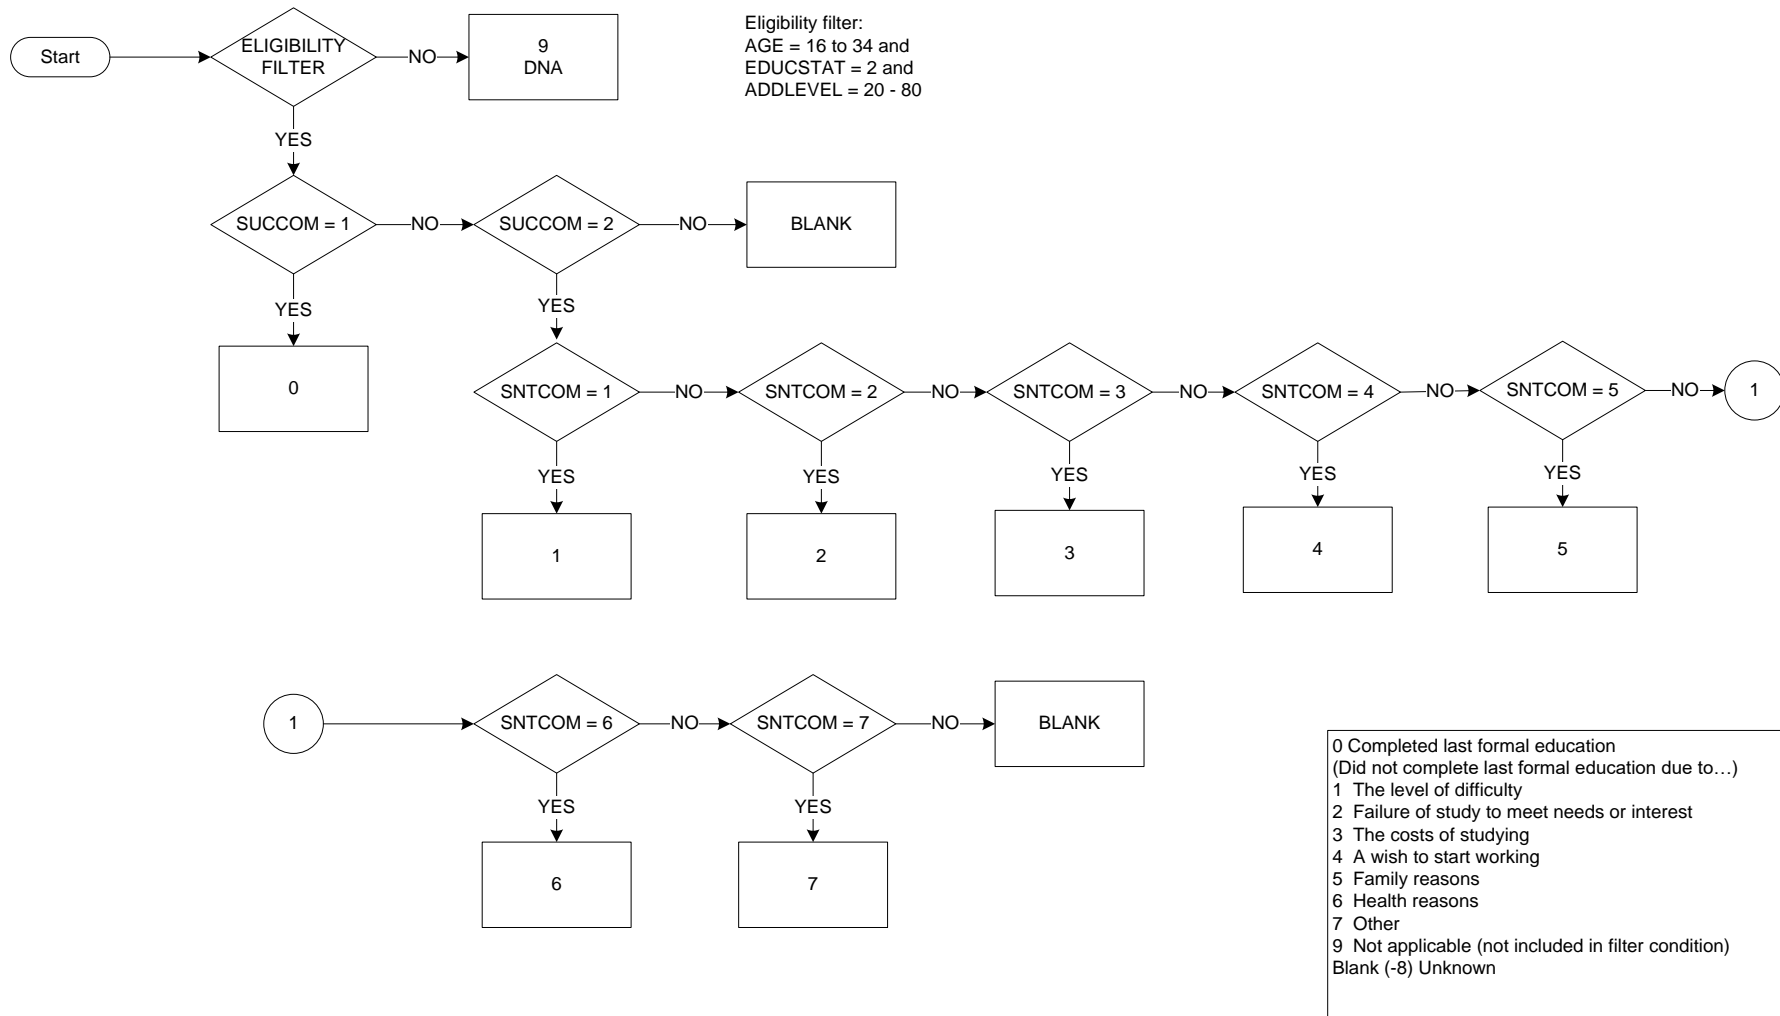 Start
ELIGIBILITY
FILTER
NO
9
DNA
Eligibility filter:
AGE = 16 to 34 and
EDUCSTAT = 2 and
ADDLEVEL = 20 - 80
YES
SUCCOM = 1
NO
SUCCOM = 2
NO
BLANK
YES
YES
0
SNTCOM = 1
NO
SNTCOM = 2
NO
SNTCOM = 3
NO
SNTCOM = 4
NO
SNTCOM = 5
NO
1
YES
YES
YES
YES
YES
1
2
3
4
5
1
SNTCOM = 6
NO
SNTCOM = 7
NO
BLANK
YES
YES
6
7
0 Completed last formal education
(Did not complete last formal education due to…)
1 The level of difficulty
2 Failure of study to meet needs or interest
3 The costs of studying
4 A wish to start working
5 Family reasons
6 Health reasons
7 Other
9 Not applicable (not included in filter condition)
Blank (-8) Unknown